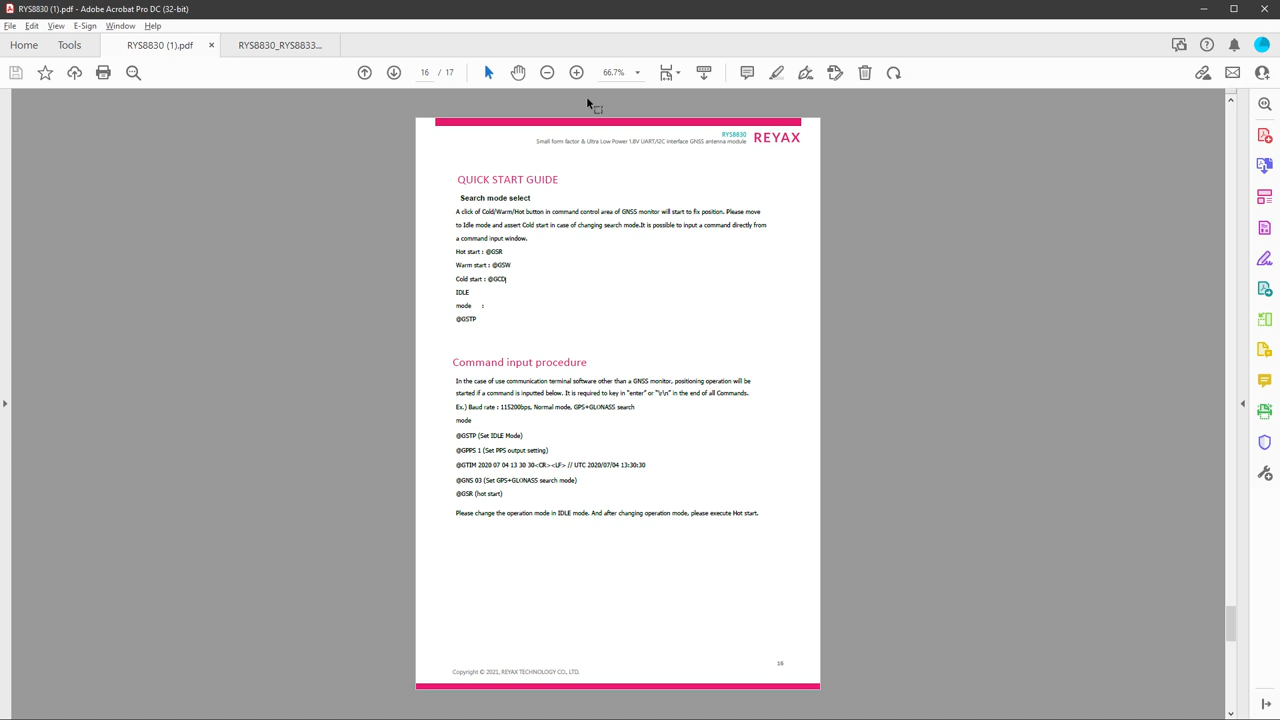 RYS8830 (1).pdf - Adobe Acrobat Pro DC (32-bit)
File Edit View E-Sign Window Help
Home Tools RYS8830 (1).pdf × RYS8830_RYS8833...
16 / 17 66.7%
RYS8830
REYAX
Small form factor & Ultra Low Power 1.8V UART/I2C Interface GNSS antenna module
QUICK START GUIDE
Search mode select
A click of Cold/Warm/Hot button in command control area of GNSS monitor will start to fix position. Please move
to Idle mode and assert Cold start in case of changing search mode.It is possible to input a command directly from
a command input window.
Hot start : @GSR
Warm start : @GSW
Cold start : @GCD
IDLE
mode :
@GSTP
Command input procedure
In the case of use communication terminal software other than a GNSS monitor, positioning operation will be
started if a command is inputted below. It is required to key in "enter" or "\r\n" in the end of all Commands.
Ex.) Baud rate : 115200bps, Normal mode, GPS+GLONASS search
mode
@GSTP (Set IDLE Mode)
@GPPS 1 (Set PPS output setting)
@GTIM 2020 07 04 13 30 30<CR><LF> // UTC 2020/07/04 13:30:30
@GNS 03 (Set GPS+GLONASS search mode)
@GSR (hot start)
Please change the operation mode in IDLE mode. And after changing operation mode, please execute Hot start.
16
Copyright © 2021, REYAX TECHNOLOGY CO., LTD.